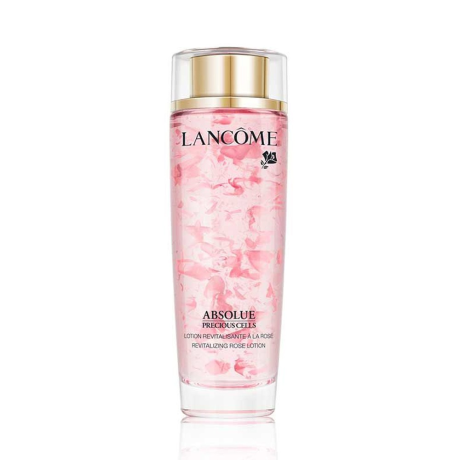 LANCÔME
ABSOLUE
PRECIOUS CELLS
LOTION REVITALISANTE À LA ROSE
REVITALIZING ROSE LOTION